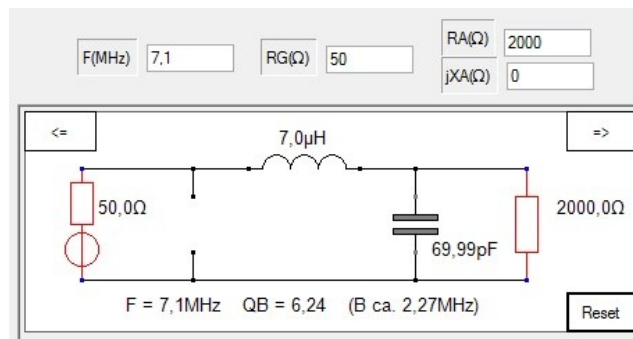 F(MHz) 7,1 RG(Ω) 50 RA(Ω) 2000
jXA(Ω) 0
<= =>
7,0µH
50,0Ω 2000,0Ω
69,99pF
F = 7,1MHz QB = 6,24 (B ca. 2,27MHz) Reset